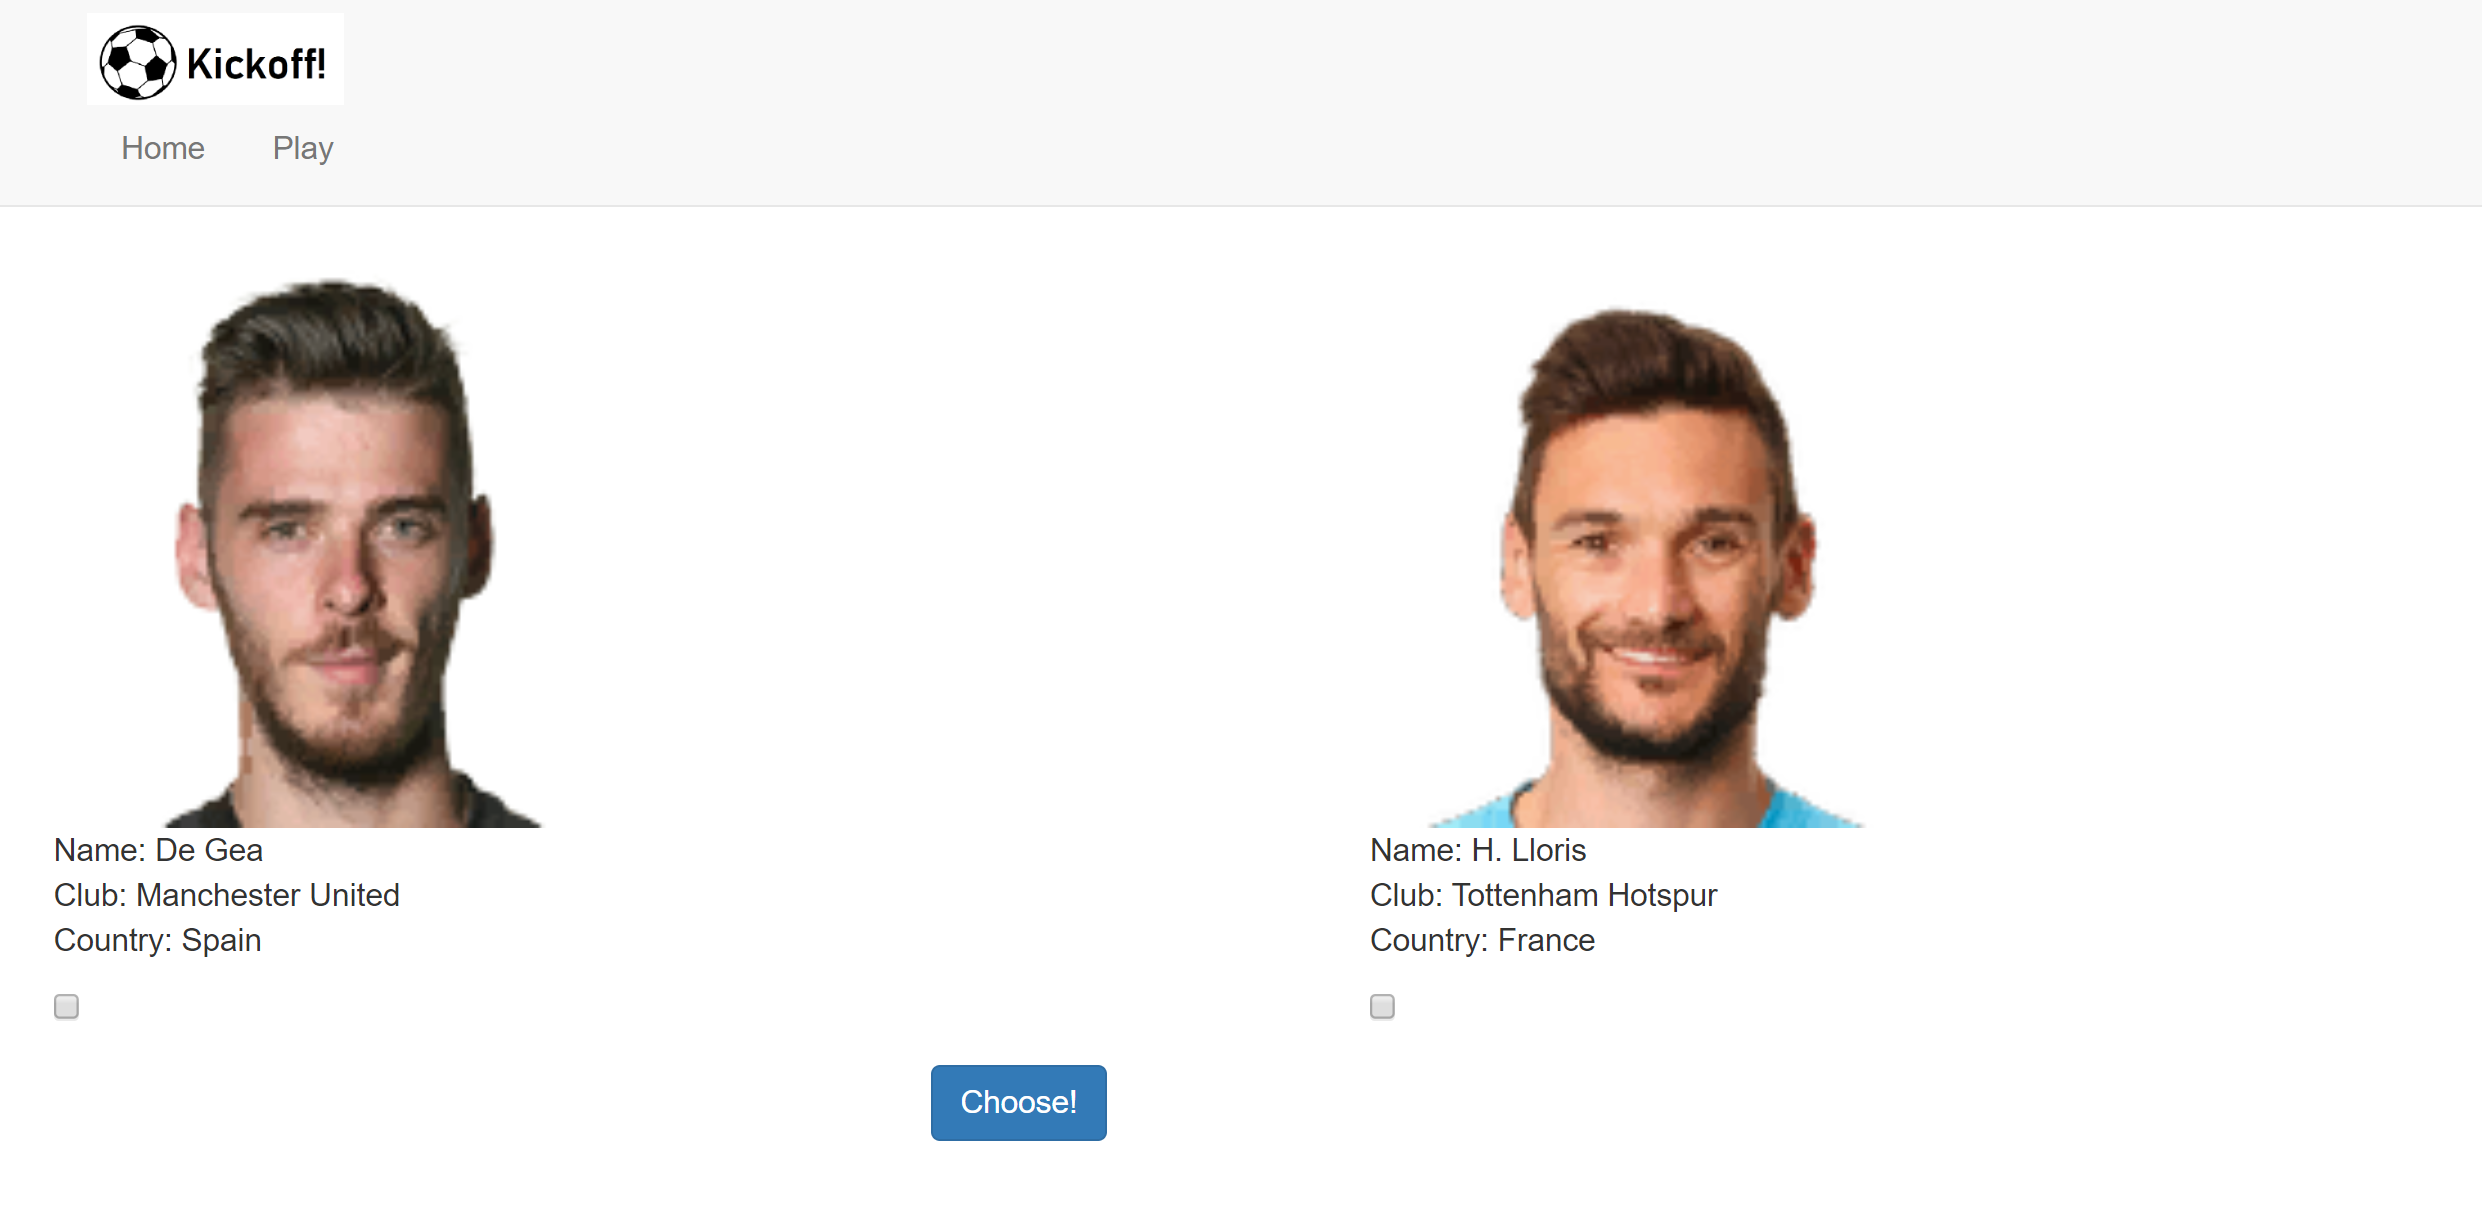 Kickoff!
Home Play
Name: De Gea
Club: Manchester United
Country: Spain
Name: H. Lloris
Club: Tottenham Hotspur
Country: France
Choose!